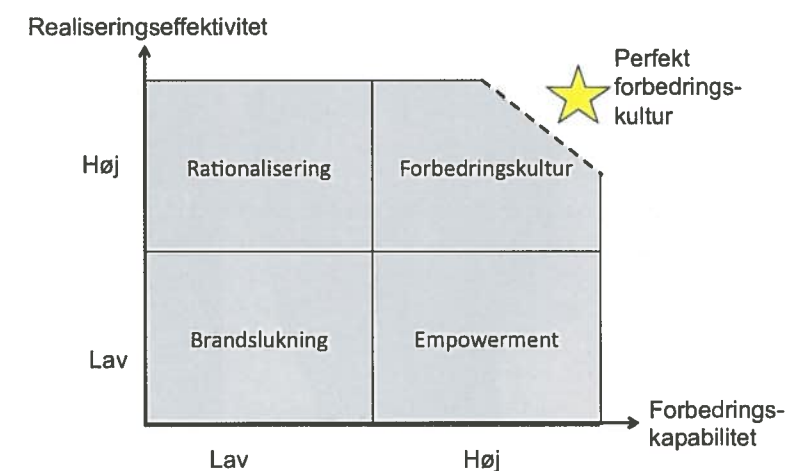 Realiseringseffektivitet
Perfekt
forbedrings-
kultur
Høj
Rationalisering
Forbedringskultur
Brandslukning
Empowerment
Lav
Forbedrings-
kapabilitet
Lav
Høj